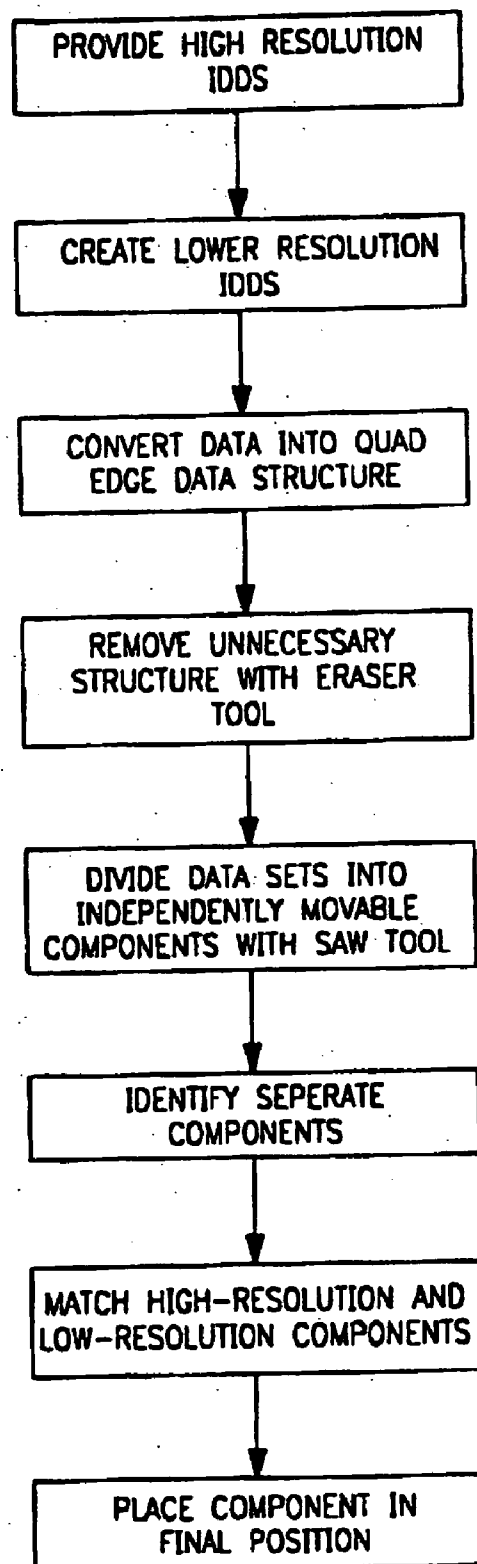 PROVIDE HIGH RESOLUTION
IDDS
CREATE LOWER RESOLUTION
IDDS
CONVERT DATA INTO QUAD
EDGE DATA STRUCTURE
REMOVE UNNECESSARY
STRUCTURE WITH ERASER
TOOL
DIVIDE DATA SETS INTO
INDEPENDENTLY MOVABLE
COMPONENTS WITH SAW TOOL
IDENTIFY SEPERATE
COMPONENTS
MATCH HIGH-RESOLUTION AND
LOW-RESOLUTION COMPONENTS
PLACE COMPONENT IN
FINAL POSITION